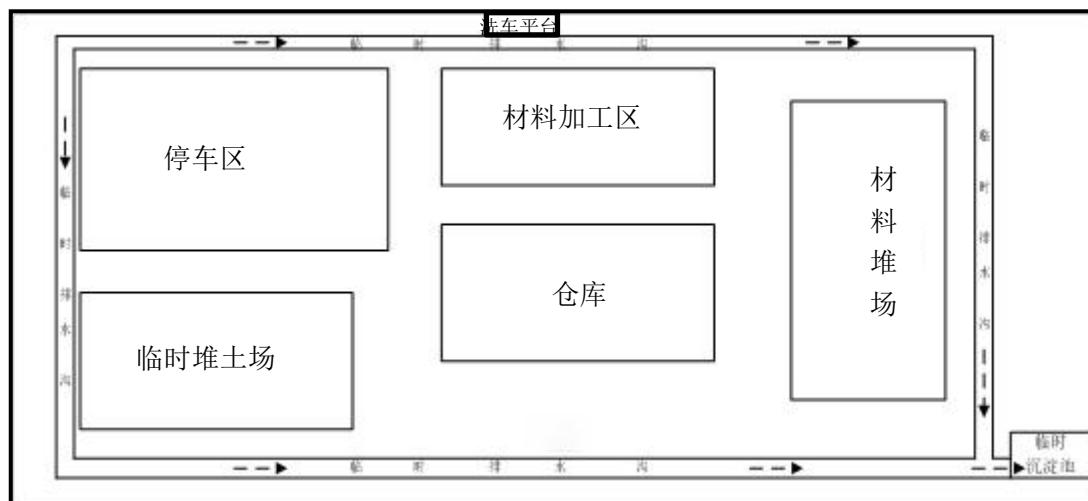 洗车平台
临时排水沟
停车区
材料加工区
材料堆场
临时排水沟
临时排水沟
仓库
临时堆土场
临时排水沟
临时
沉淀池